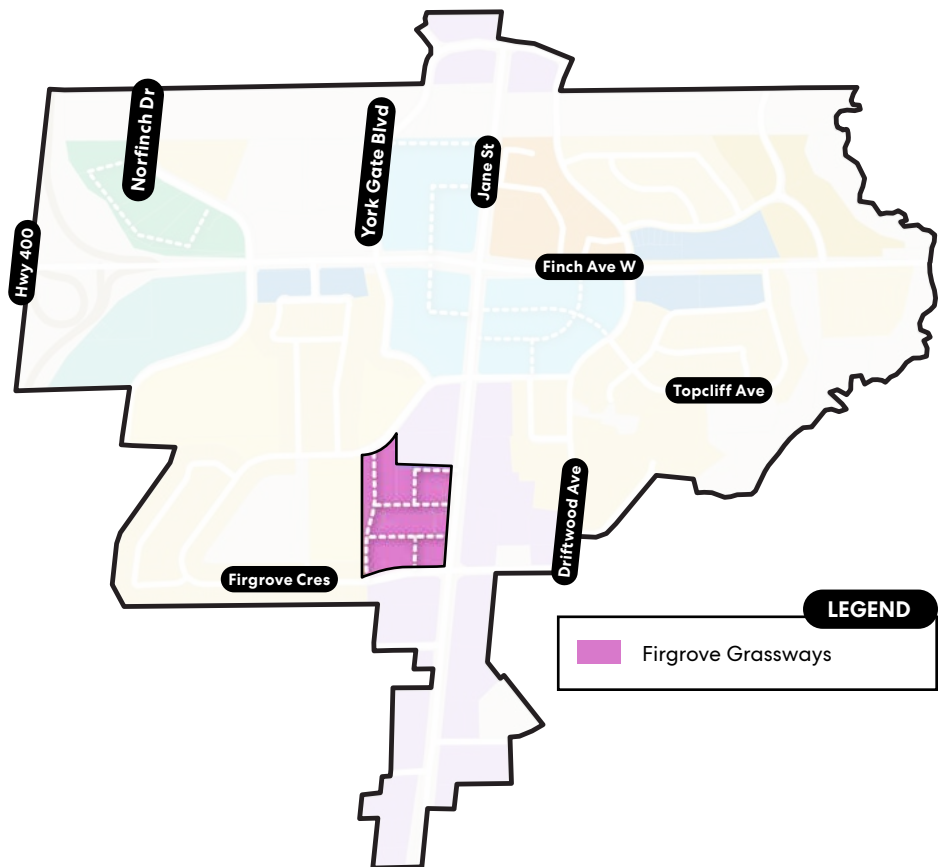 Norfinch Dr
York Gate Blvd
Jane St
Hwy 400
Finch Ave W
Topcliff Ave
Driftwood Ave
Firgrove Cres
LEGEND
Firgrove Grassways